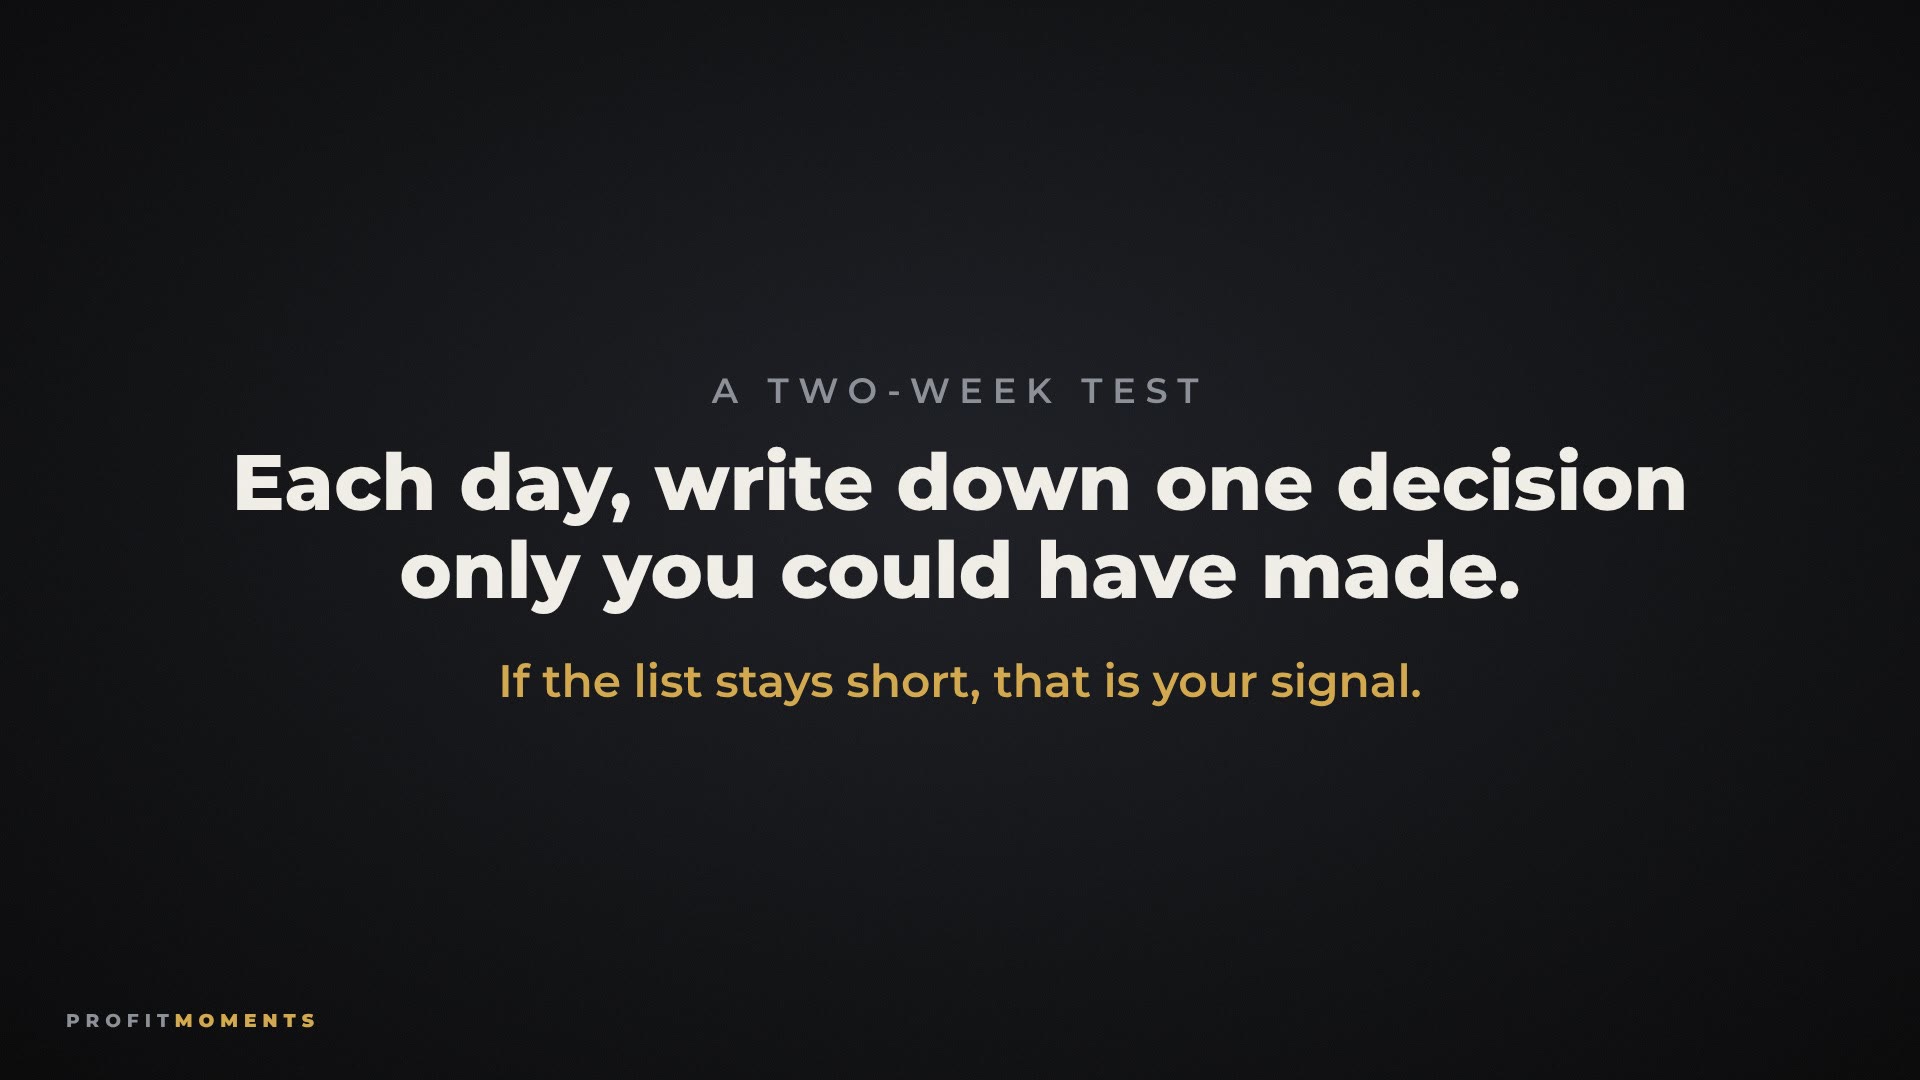 A TWO-WEEK TEST
Each day, write down one decision
only you could have made.
If the list stays short, that is your signal.
PROFITMOMENTS